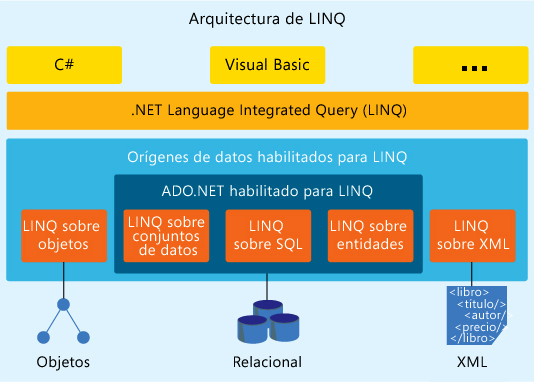 Arquitectura de LINQ
C#
Visual Basic
...
.NET Language Integrated Query (LINQ)
Orígenes de datos habilitados para LINQ
ADO.NET habilitado para LINQ
LINQ sobre
objetos
LINQ sobre
conjuntos
de datos
LINQ
sobre SQL
LINQ sobre
entidades
LINQ
sobre XML
<libro>
<titulo/>
<autor/
<precio/>
</libro>
Objetos
Relacional
XML